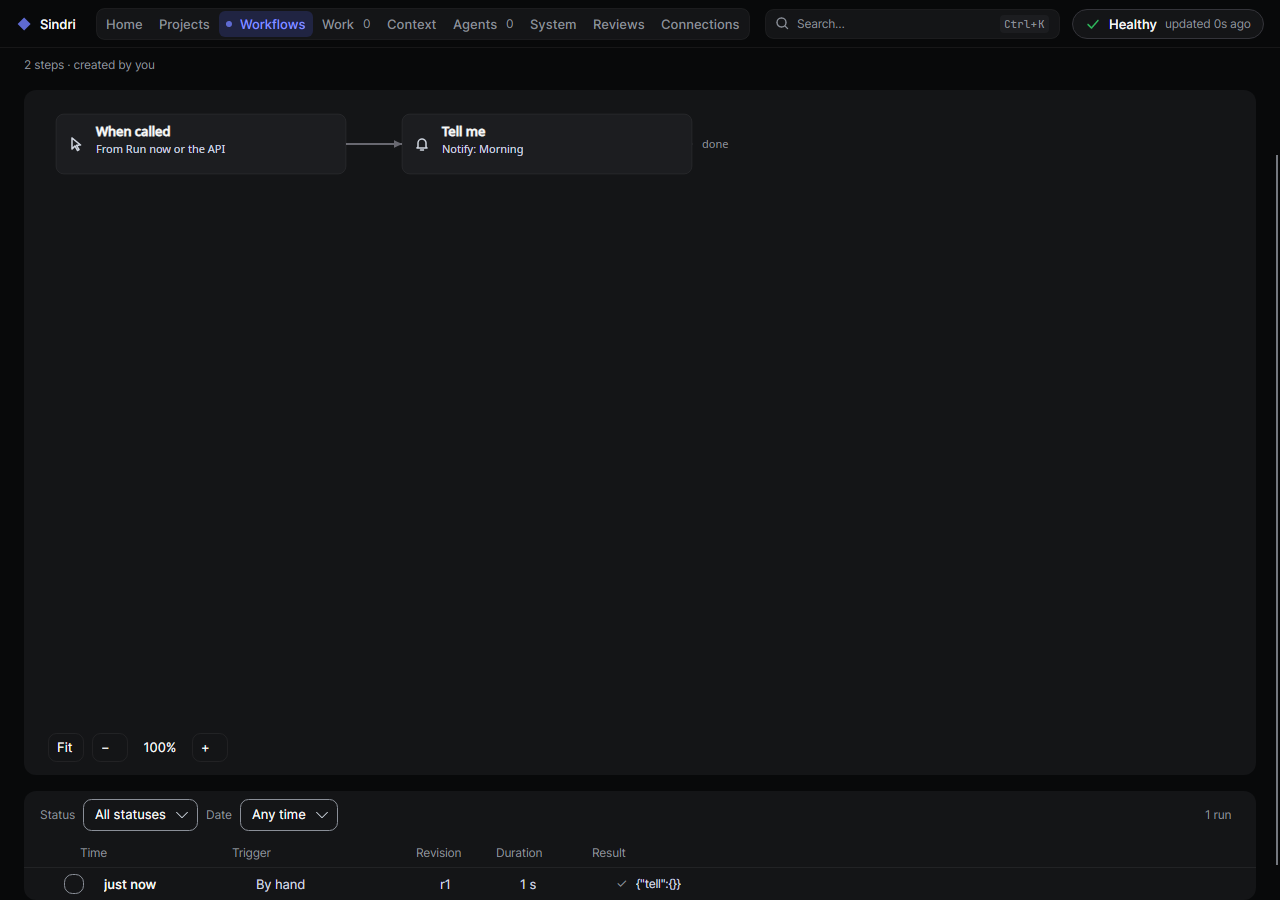 Sindri Home Projects Workflows Work 0 Context Agents 0 System Reviews Connections Search... Ctrl+K Healthy updated 0s ago
2 steps · created by you
When called
From Run now or the API
Tell me
Notify: Morning
done
Fit − 100% +
Status All statuses Date Any time 1 run
Time Trigger Revision Duration Result
just now By hand r1 1 s {"tell":{}}